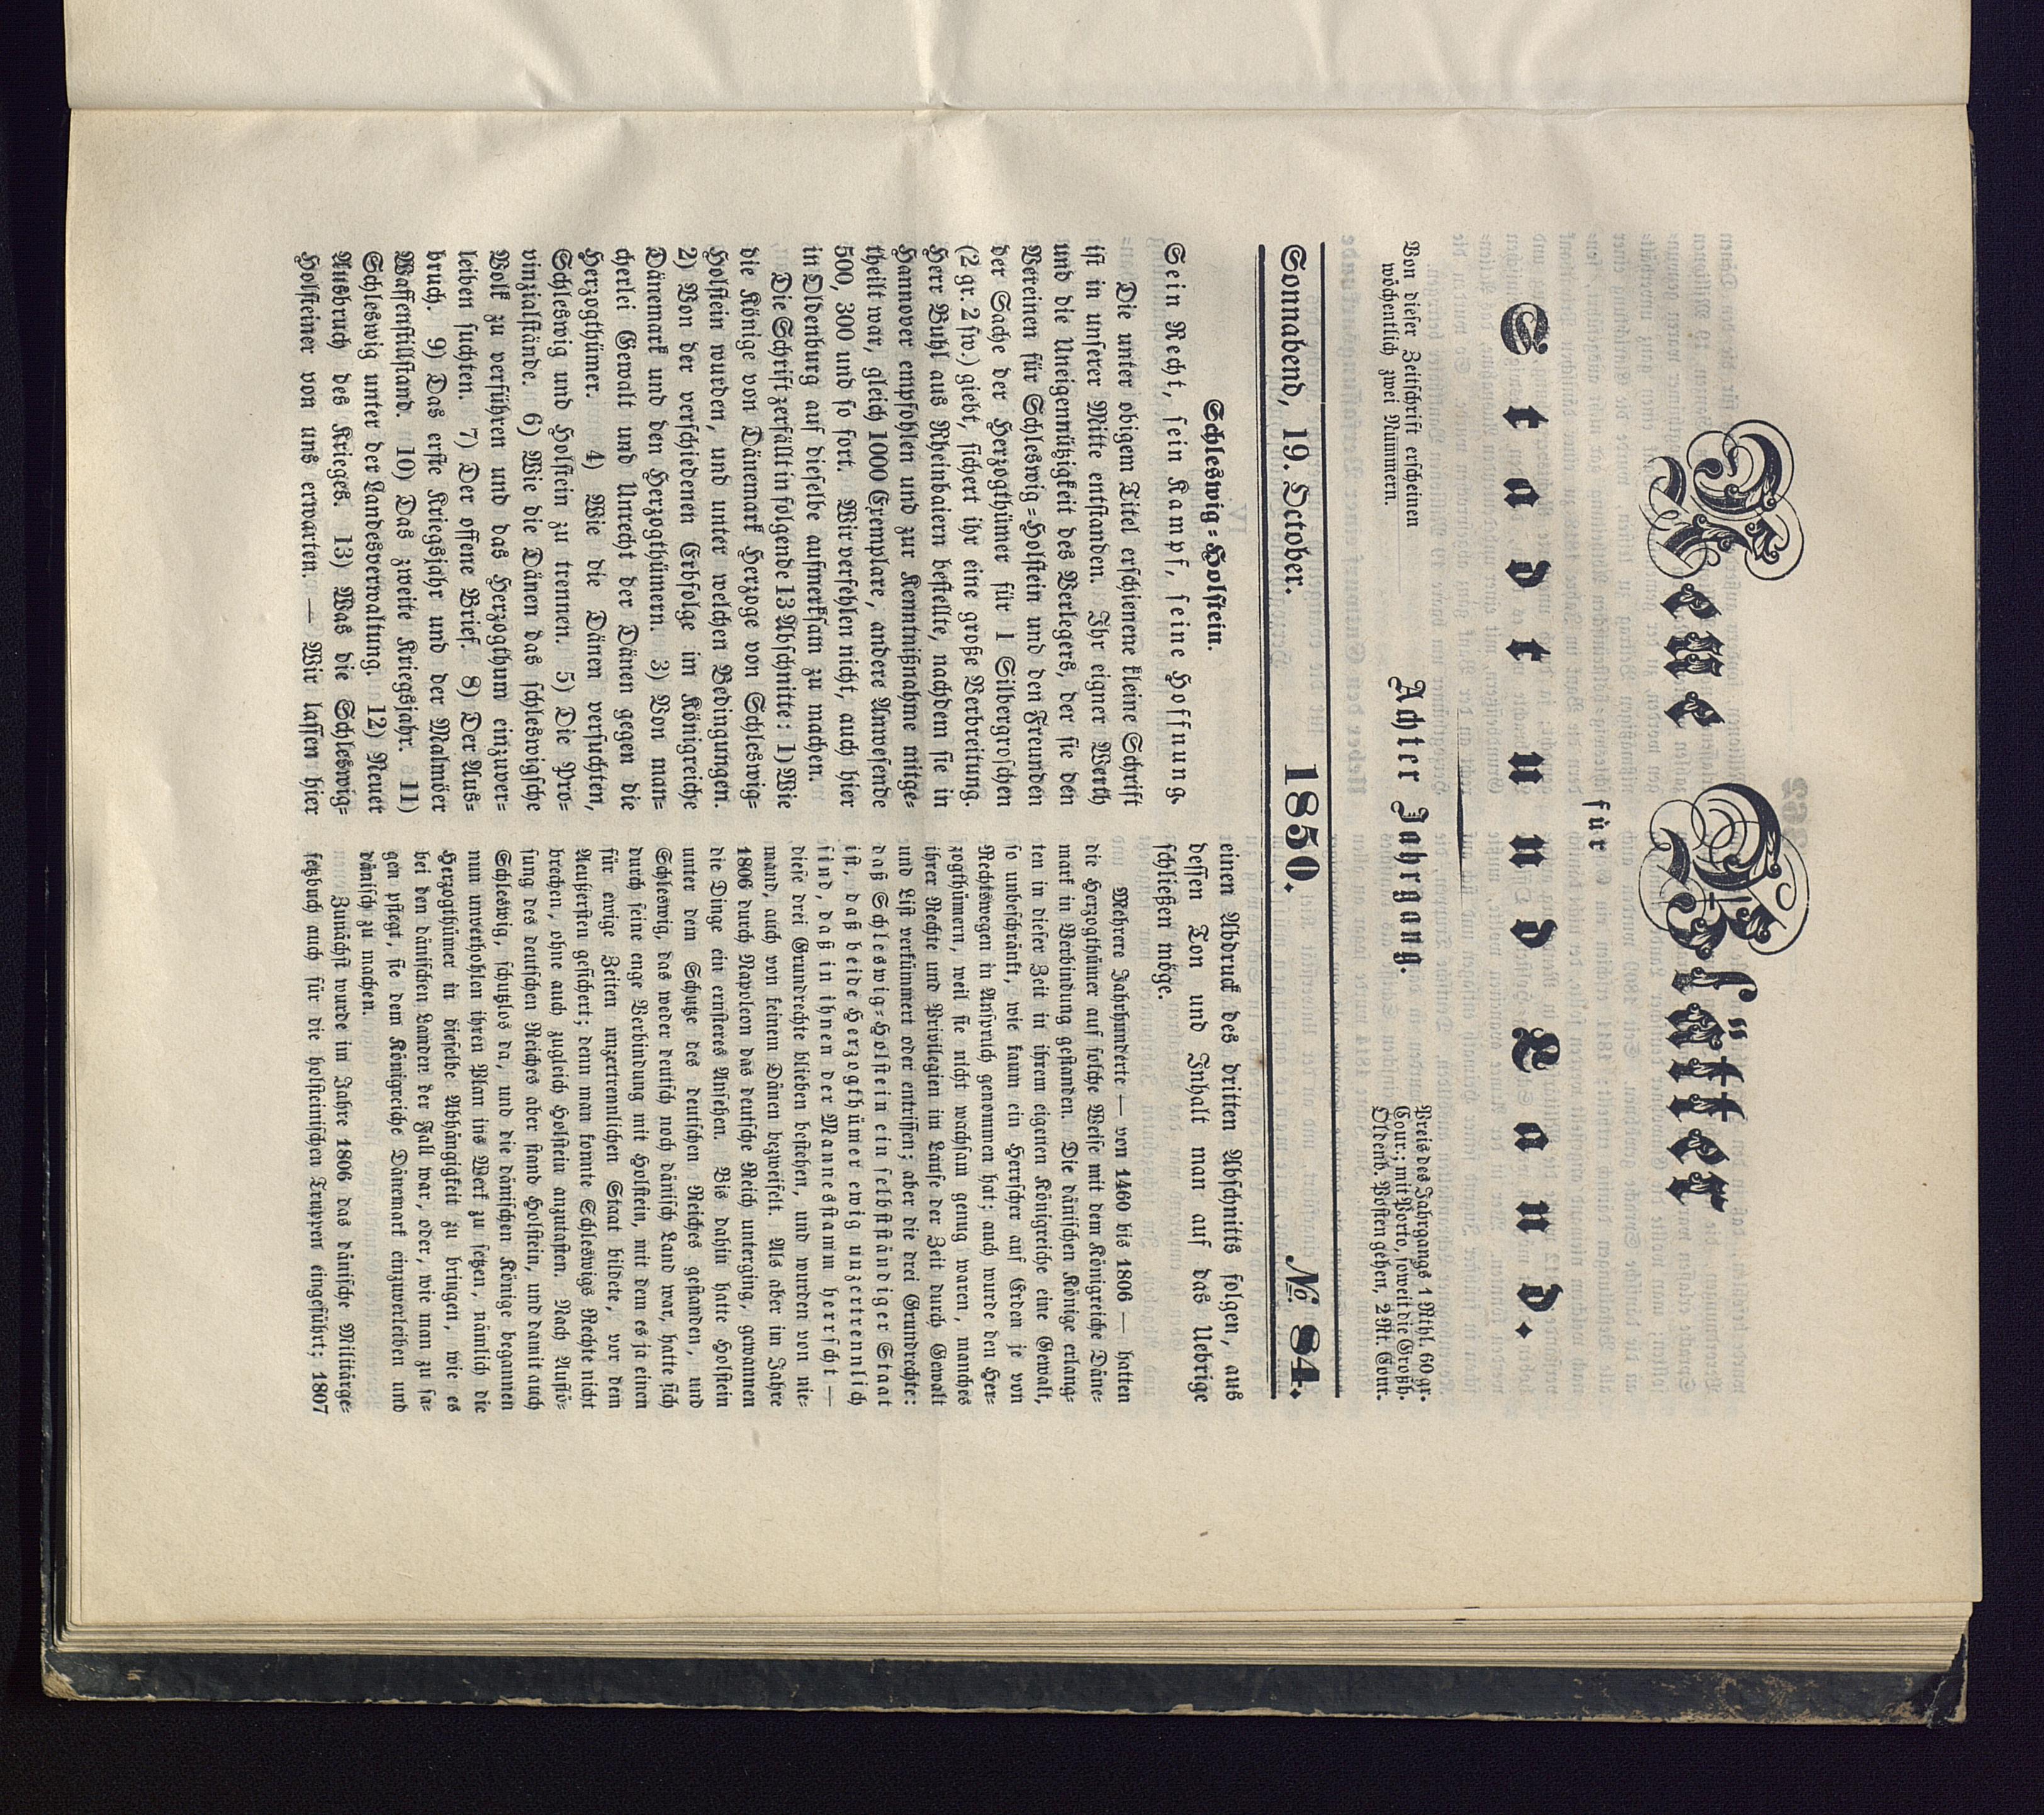 Neue Blätter
für
Stadt und Land.
Achter Jahrgang.
Von dieser Zeitschrift erscheinen
wöchentlich zwei Nummern.
Preis des Jahrgangs 1 Rthl. 60 gr.
Cour.; mit Porto, soweit die Großh.
Oldenb. Posten gehen, 2 Rt. Cour.
Sonnabend, 19. October. 1850. № 84.
Schleswig-Holstein.
Sein Recht, sein Kampf, seine Hoffnung.
Die unter obigem Titel erschienene kleine Schrift
ist in unserer Mitte entstanden. Ihr eigner Werth
und die Uneigennützigkeit des Verlegers, der sie den
Vereinen für Schleswig-Holstein und den Freunden
der Sache der Herzogthümer für 1 Silbergroschen
(2 gr. 2 sw.) giebt, sichert ihr eine große Verbreitung.
Herr Buhl aus Rheinbaiern bestellte, nachdem sie in
Hannover empfohlen und zur Kenntnißnahme mitge-
theilt war, gleich 1000 Exemplare, andere Anwesende
500, 300 und so fort. Wir verfehlen nicht, auch hier
in Oldenburg auf dieselbe aufmerksam zu machen.
Die Schrift zerfällt in folgende 13 Abschnitte: 1) Wie
die Könige von Dänemark Herzoge von Schleswig-
Holstein wurden, und unter welchen Bedingungen.
2) Von der verschiedenen Erbfolge im Königreiche
Dänemark und den Herzogthümern. 3) Von man-
cherlei Gewalt und Unrecht der Dänen gegen die
Herzogthümer. 4) Wie die Dänen versuchten,
Schleswig und Holstein zu trennen. 5) Die Pro-
vinzialstände. 6) Wie die Dänen das schleswigsche
Volk zu verführen und das Herzogthum einzuver-
leiben suchten. 7) Der offene Brief. 8) Der Aus-
bruch. 9) Das erste Kriegsjahr und der Malmöer
Waffenstillstand. 10) Das zweite Kriegsjahr. 11)
Schleswig unter der Landesverwaltung. 12) Neuer
Ausbruch des Krieges. 13) Was die Schleswig-
Holsteiner von uns erwarten. — Wir lassen hier
einen Abdruck des dritten Abschnitts folgen, aus
dessen Ton und Inhalt man auf das Uebrige
schließen möge.
Mehrere Jahrhunderte — von 1460 bis 1806 — hatten
die Herzogthümer auf solche Weise mit dem Königreiche Däne-
mark in Verbindung gestanden. Die dänischen Könige erlang-
ten in dieser Zeit in ihrem eigenen Königreiche eine Gewalt,
so unbeschränkt, wie kaum ein Herrscher auf Erden je von
Rechtswegen in Anspruch genommen hat; auch wurde den Her-
zogthümern, weil sie nicht wachsam genug waren, manches
ihrer Rechte und Privilegien im Laufe der Zeit durch Gewalt
und List verkümmert oder entrissen; aber die drei Grundrechte:
daß Schleswig-Holstein ein selbstständiger Staat
ist, daß beide Herzogthümer ewig unzertrennlich
sind, daß in ihnen der Mannesstamm herrscht —
diese drei Grundrechte blieben bestehen, und wurden von nie-
mand, auch von keinem Dänen bezweifelt. Als aber im Jahre
1806 durch Napoleon das deutsche Reich unterging, gewannen
die Dinge ein ernsteres Ansehen. Bis dahin hatte Holstein
unter dem Schutze des deutschen Reiches gestanden, und
Schleswig, das weder deutsch noch dänisch Land war, hatte sich
durch seine enge Verbindung mit Holstein, mit dem es ja einen
für ewige Zeiten unzertrennlichen Staat bildete, vor dem
Aeußersten gesichert; denn man konnte Schleswigs Rechte nicht
brechen, ohne auch zugleich Holstein anzutasten. Nach Auflö-
sung des deutschen Reiches aber stand Holstein, und damit auch
Schleswig, schutzlos da, und die dänischen Könige begannen
nun unverhohlen ihren Plan ins Werk zu setzen, nämlich die
Herzogthümer in dieselbe Abhängigkeit zu bringen, wie es
bei den dänischen Landen der Fall war, oder, wie man zu sa-
gen pflegt, sie dem Königreiche Dänemark einzuverleiben und
dänisch zu machen.
Zunächst wurde im Jahre 1806 das dänische Militärge-
setzbuch auch für die holsteinischen Truppen eingeführt; 1807